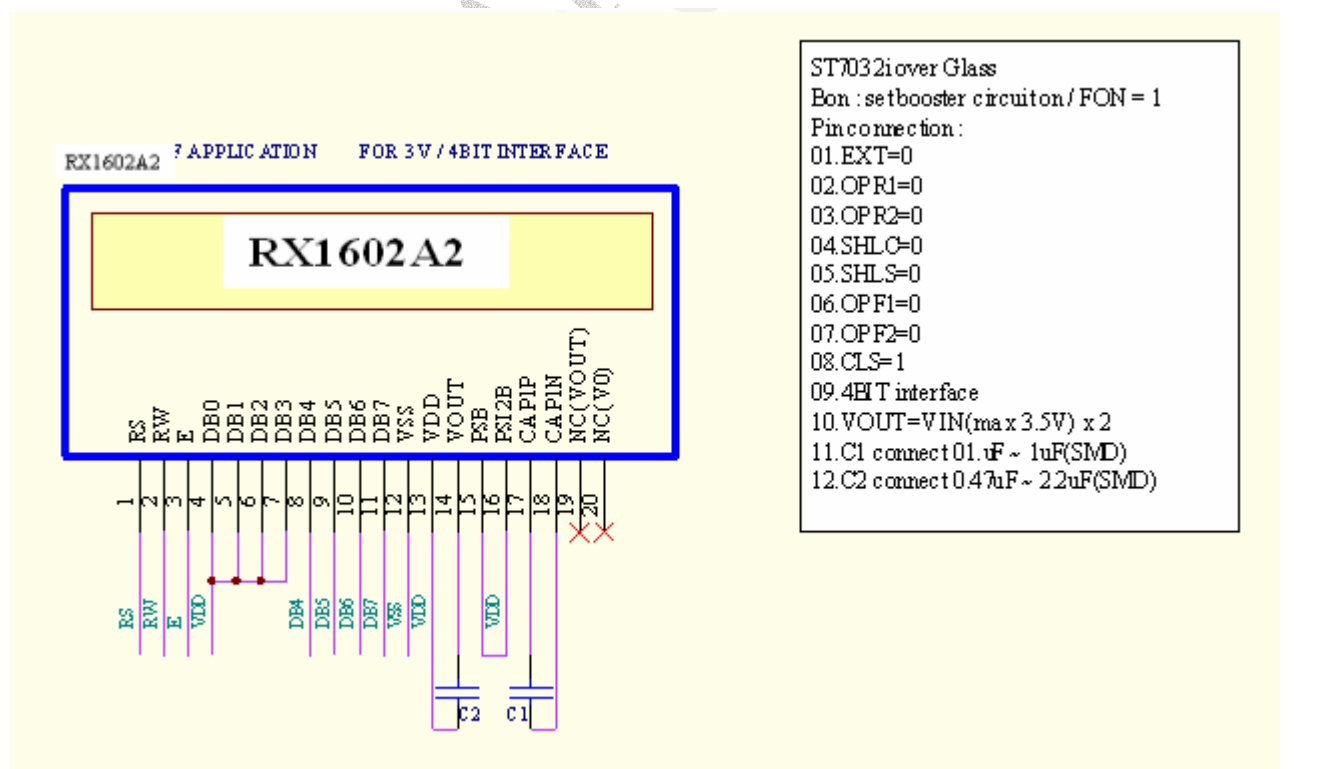 RX1602A2 F APPLICATION FOR 3V / 4BIT INTERFACE
RX1602A2
RS
RW
E
DB0
DB1
DB2
DB3
DB4
DB5
DB6
DB7
VSS
VDD
VOUT
PSB
PSI2B
CAP1P
CAP1N
NC(VOUT)
NC(V0)
1 2 3 4 5 6 7 8 9 10 11 12 13 14 15 16 17 18 19 20
RS
RW
E
VDD
DB4
DB5
DB6
DB7
VSS
VDD
VDD
C2
C1
ST7032i over Glass
Bon : set booster circuit on / FON = 1
Pin connection :
01.EXT=0
02.OPR1=0
03.OPR2=0
04.SHLC=0
05.SHLS=0
06.OPF1=0
07.OPF2=0
08.CLS=1
09.4BIT interface
10.VOUT=VIN(max 3.5V) x 2
11.C1 connect 01.uF ~ 1uF(SMD)
12.C2 connect 0.47uF ~ 2.2uF(SMD)